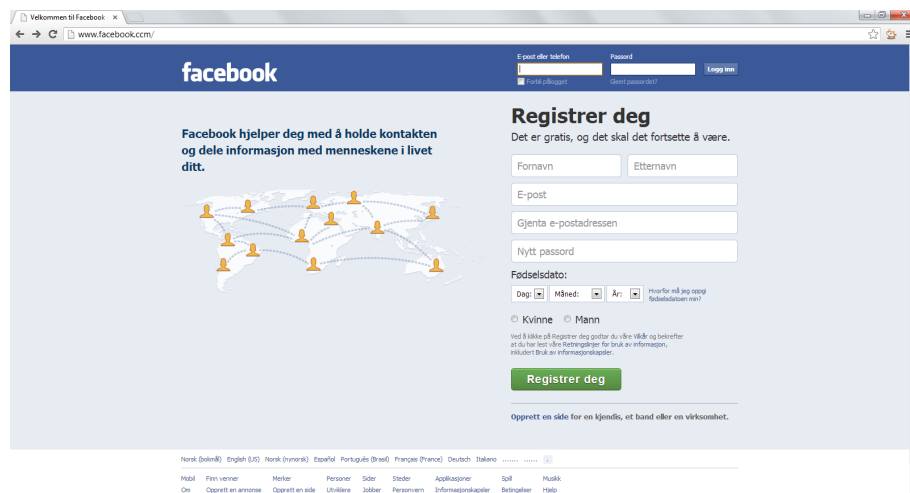 Velkommen til Facebook
www.facebook.ccm/
facebook
E-post eller telefon
Passord
Logg inn
Forbli pålogget
Glemt passordet?
Registrer deg
Det er gratis, og det skal det fortsette å være.
Facebook hjelper deg med å holde kontakten
og dele informasjon med menneskene i livet
ditt.
Fornavn
Etternavn
E-post
Gjenta e-postadressen
Nytt passord
Fødselsdato:
Dag:
Måned:
År:
Hvorfor må jeg oppgi
fødselsdatoen min?
Kvinne
Mann
Ved å klikke på Registrer deg godtar du våre Vilkår og bekrefter
at du har lest våre Retningslinjer for bruk av informasjon,
inkludert Bruk av informasjonskapsler.
Registrer deg
Opprett en side for en kjendis, et band eller en virksomhet.
Norsk (bokmål) English (US) Norsk (nynorsk) Español Português (Brasil) Français (France) Deutsch Italiano ....... ......
Mobil Finn venner Merker Personer Sider Steder Applikasjoner Spill Musikk
Om Opprett en annonse Opprett en side Utviklere Jobber Personvern Informasjonskapsler Betingelser Hjelp